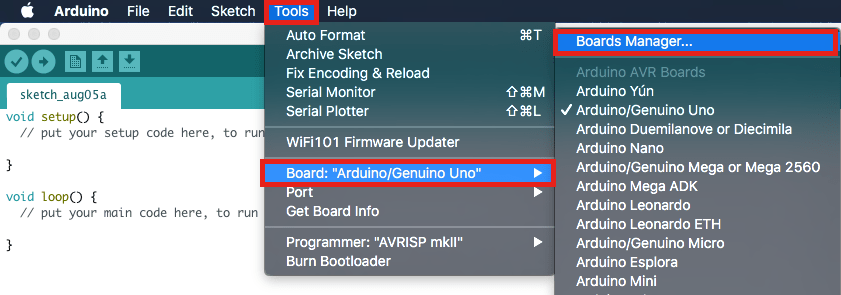 Arduino File Edit Sketch Tools Help
sketch_aug05a
void setup() {
// put your setup code here, to run
}
void loop() {
// put your main code here, to run
}
Auto Format ⌘T
Archive Sketch
Fix Encoding & Reload
Serial Monitor ⇧⌘M
Serial Plotter ⇧⌘L
WiFi101 Firmware Updater
Board: "Arduino/Genuino Uno"
Port
Get Board Info
Programmer: "AVRISP mkII"
Burn Bootloader
Boards Manager...
Arduino AVR Boards
Arduino Yún
✓ Arduino/Genuino Uno
Arduino Duemilanove or Diecimila
Arduino Nano
Arduino/Genuino Mega or Mega 2560
Arduino Mega ADK
Arduino Leonardo
Arduino Leonardo ETH
Arduino/Genuino Micro
Arduino Esplora
Arduino Mini